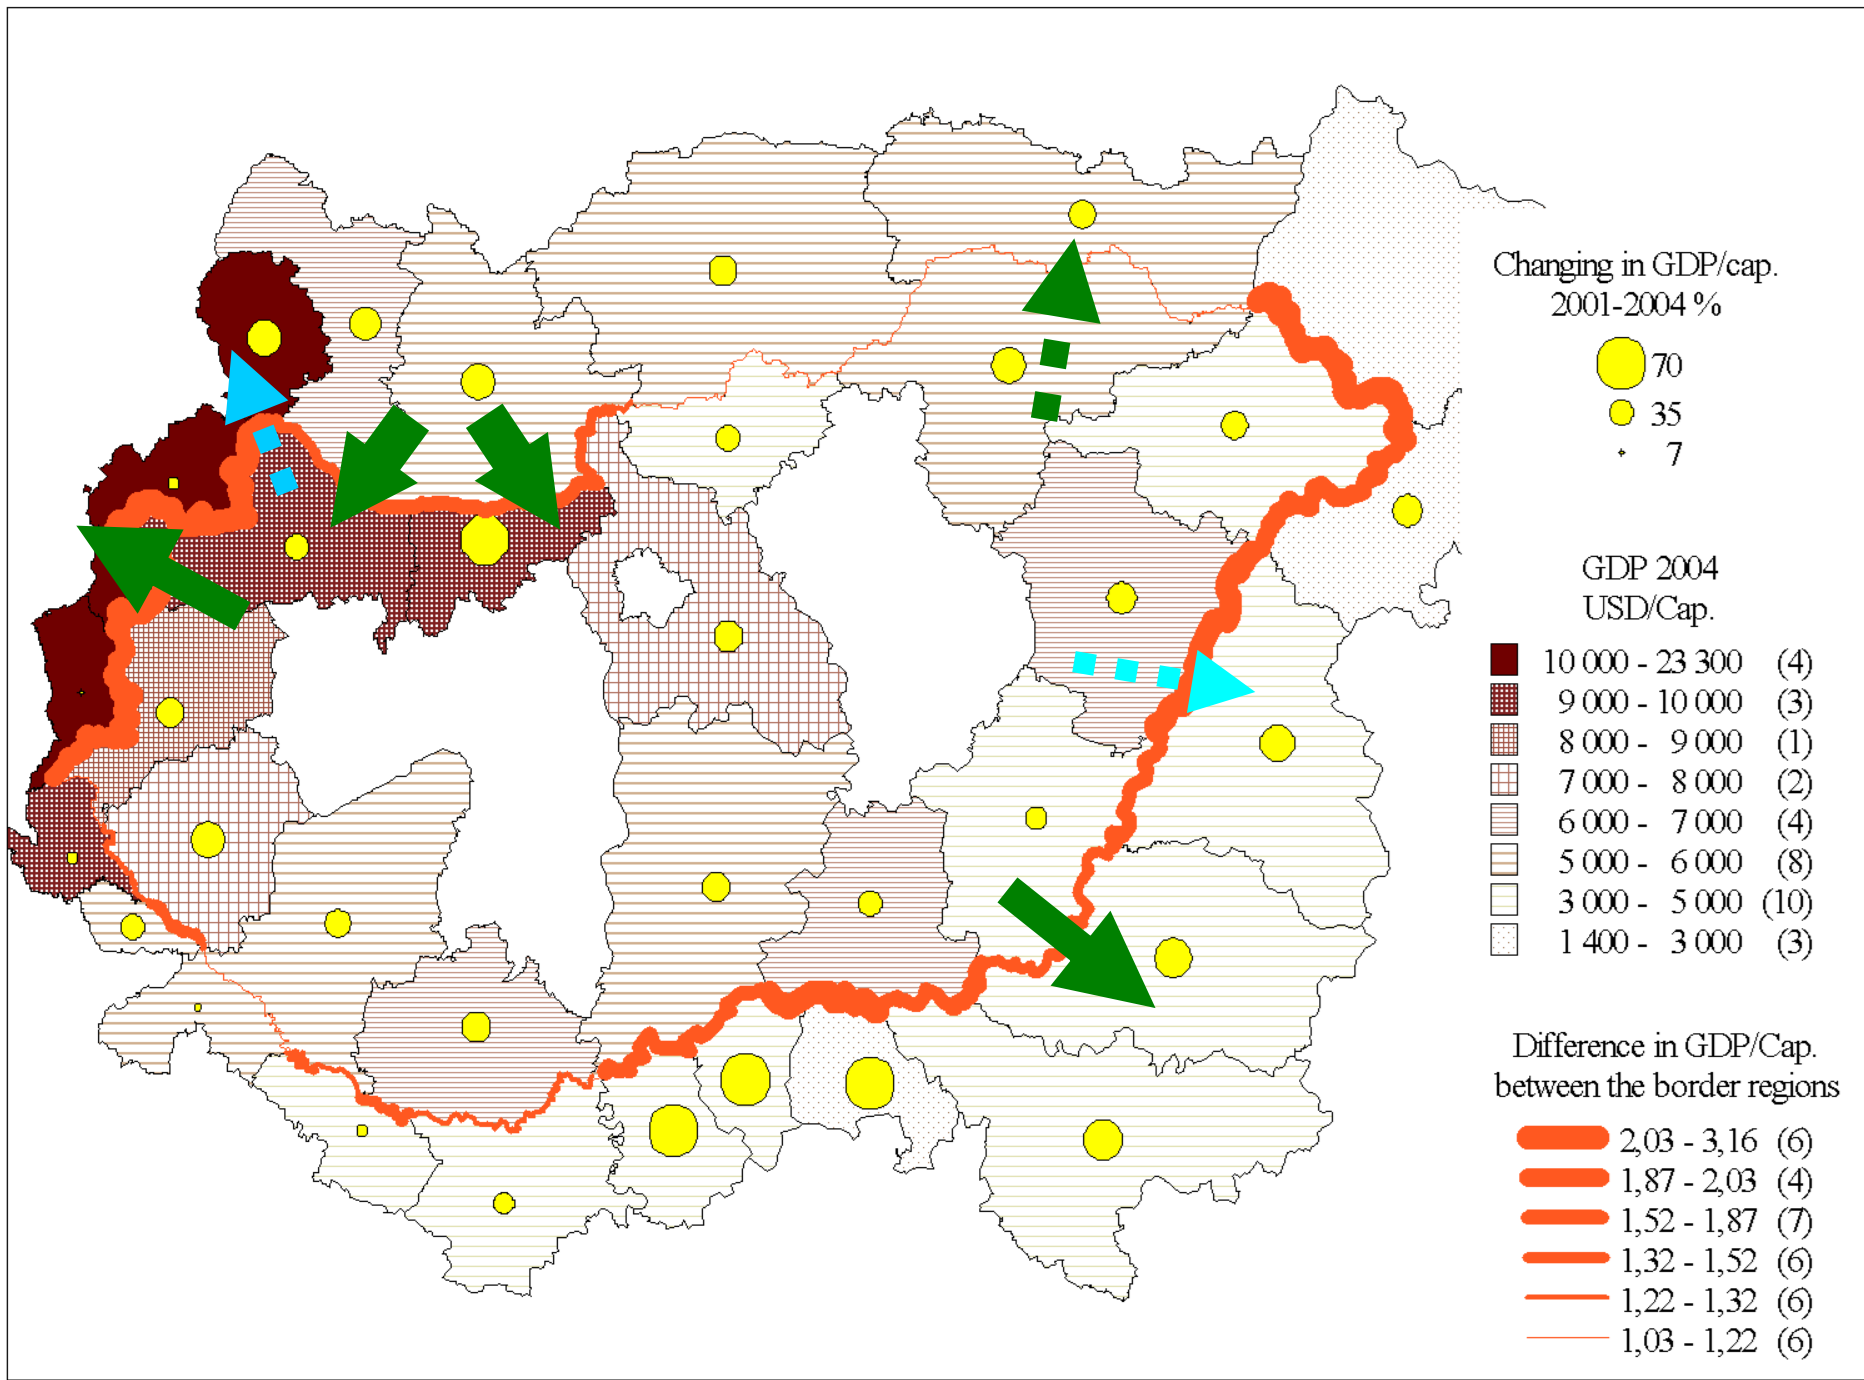 Changing in GDP/cap.
2001-2004 %
70
35
7
GDP 2004
USD/Cap.
10 000 - 23 300 (4)
9 000 - 10 000 (3)
8 000 - 9 000 (1)
7 000 - 8 000 (2)
6 000 - 7 000 (4)
5 000 - 6 000 (8)
3 000 - 5 000 (10)
1 400 - 3 000 (3)
Difference in GDP/Cap.
between the border regions
2,03 - 3,16 (6)
1,87 - 2,03 (4)
1,52 - 1,87 (7)
1,32 - 1,52 (6)
1,22 - 1,32 (6)
1,03 - 1,22 (6)